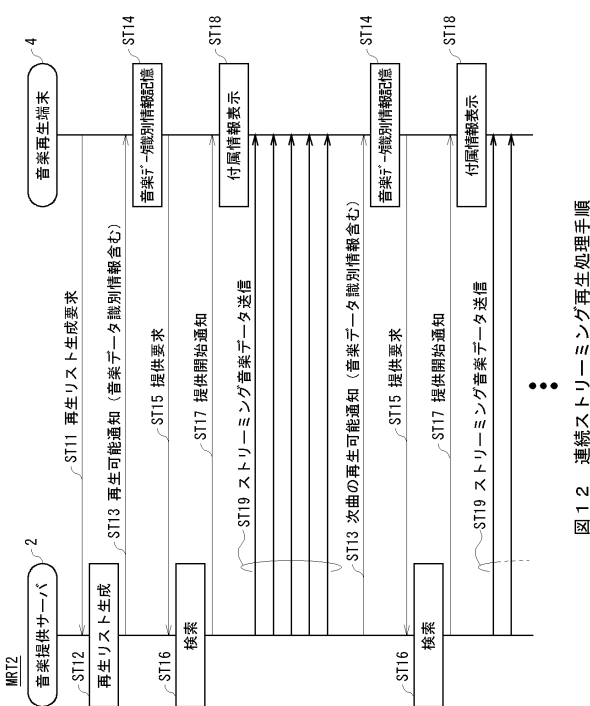 MRT2
音楽提供サーバ
2
音楽再生端末
4
ST11 再生リスト生成要求
ST12
再生リスト生成
ST13 再生可能通知（音楽データ識別情報含む）
ST14
音楽データ識別情報記憶
ST15 提供要求
ST16
検索
ST17 提供開始通知
ST18
付属情報表示
ST19 ストリーミング音楽データ送信
ST13 次曲の再生可能通知（音楽データ識別情報含む）
ST14
音楽データ識別情報記憶
ST15 提供要求
ST16
検索
ST17 提供開始通知
ST18
付属情報表示
ST19 ストリーミング音楽データ送信
図１２ 連続ストリーミング再生処理手順